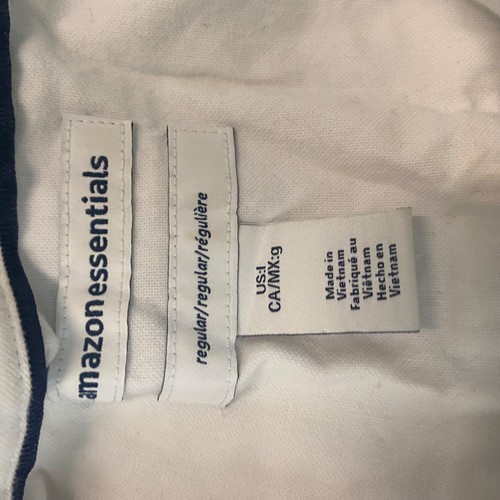 amazonessentials
regular/regular/régulière
US:l
CA/MX:g
Made in
Vietnam
Fabriqué au
Viêtnam
Hecho en
Vietnam